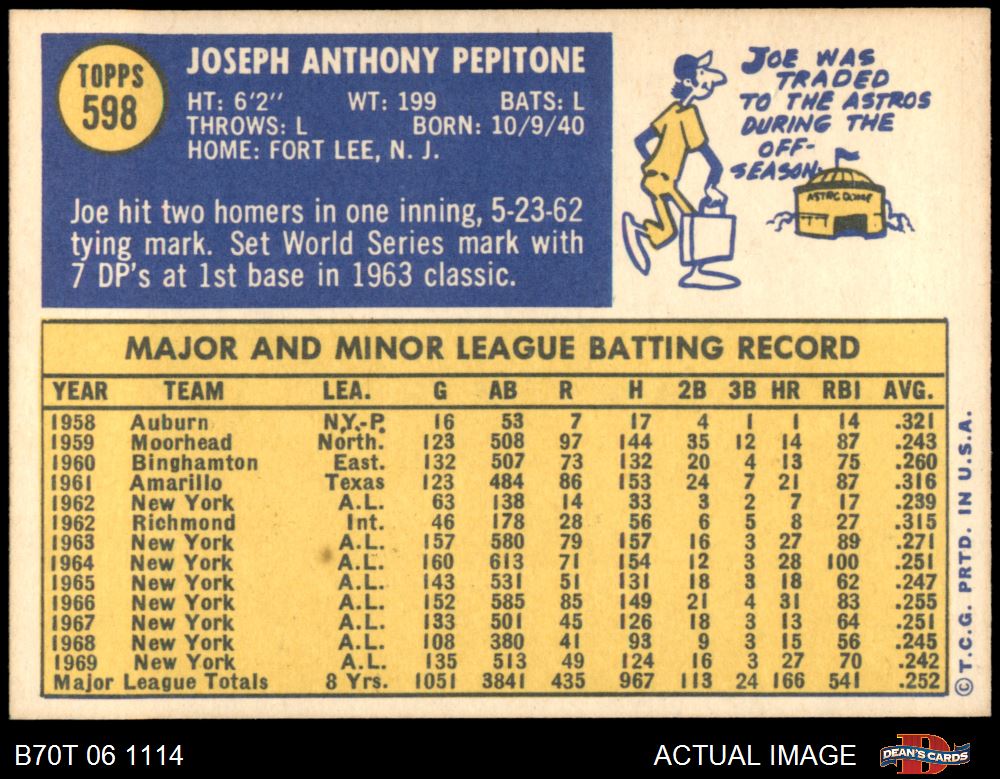 TOPPS
598
JOSEPH ANTHONY PEPITONE
HT: 6'2" WT: 199 BATS: L
THROWS: L BORN: 10/9/40
HOME: FORT LEE, N. J.
Joe hit two homers in one inning, 5-23-62
tying mark. Set World Series mark with
7 DP's at 1st base in 1963 classic.
JOE WAS
TRADED
TO THE ASTROS
DURING THE
OFF-
SEASON.
ASTRO DOME
MAJOR AND MINOR LEAGUE BATTING RECORD
YEAR TEAM LEA. G AB R H 2B 3B HR RBI AVG.
1958 Auburn N.Y.-P. 16 53 7 17 4 1 1 14 .321
1959 Moorhead North. 123 508 97 144 35 12 14 87 .243
1960 Binghamton East. 132 507 73 132 20 4 13 75 .260
1961 Amarillo Texas 123 484 86 153 24 7 21 87 .316
1962 New York A.L. 63 138 14 33 3 2 7 17 .239
1962 Richmond Int. 46 178 28 56 6 5 8 27 .315
1963 New York A.L. 157 580 79 157 16 3 27 89 .271
1964 New York A.L. 160 613 71 154 12 3 28 100 .251
1965 New York A.L. 143 531 51 131 18 3 18 62 .247
1966 New York A.L. 152 585 85 149 21 4 31 83 .255
1967 New York A.L. 133 501 45 126 18 3 13 64 .251
1968 New York A.L. 108 380 41 93 9 3 15 56 .245
1969 New York A.L. 135 513 49 124 16 3 27 70 .242
Major League Totals 8 Yrs. 1051 3841 435 967 113 24 166 541 .252
© T.C.G. PRTD. IN U.S.A.
B70T 06 1114
ACTUAL IMAGE
DEAN'S CARDS